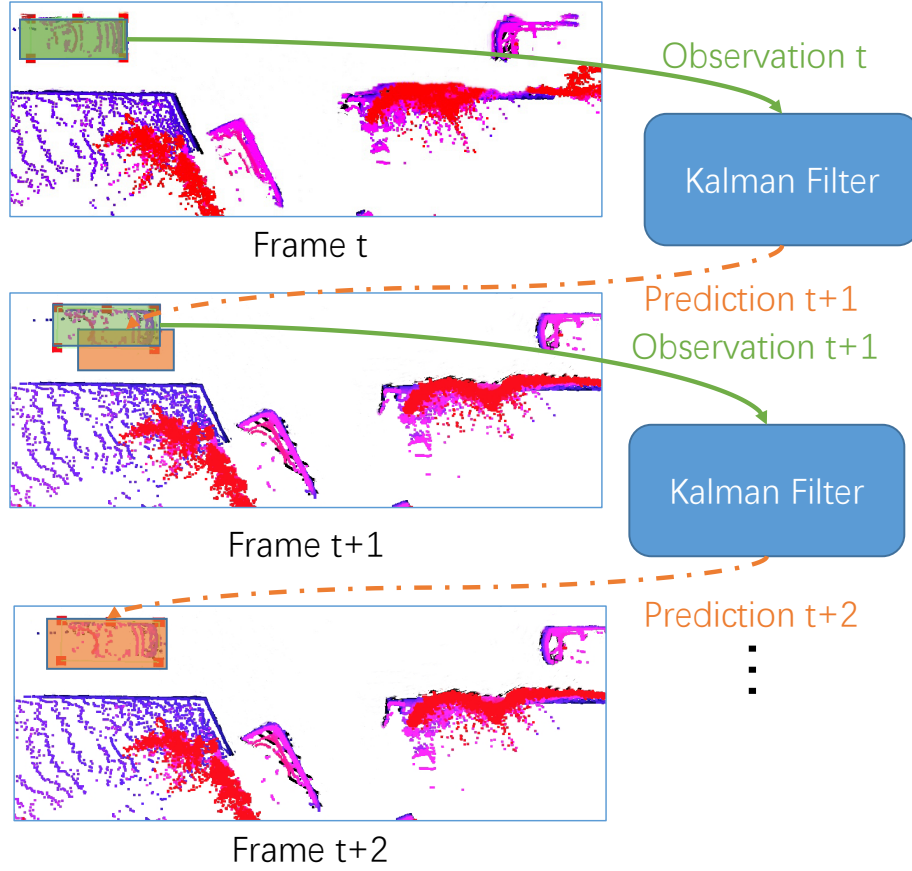 Observation t
Kalman Filter
Frame t
Prediction t+1
Observation t+1
Kalman Filter
Frame t+1
Prediction t+2
Frame t+2